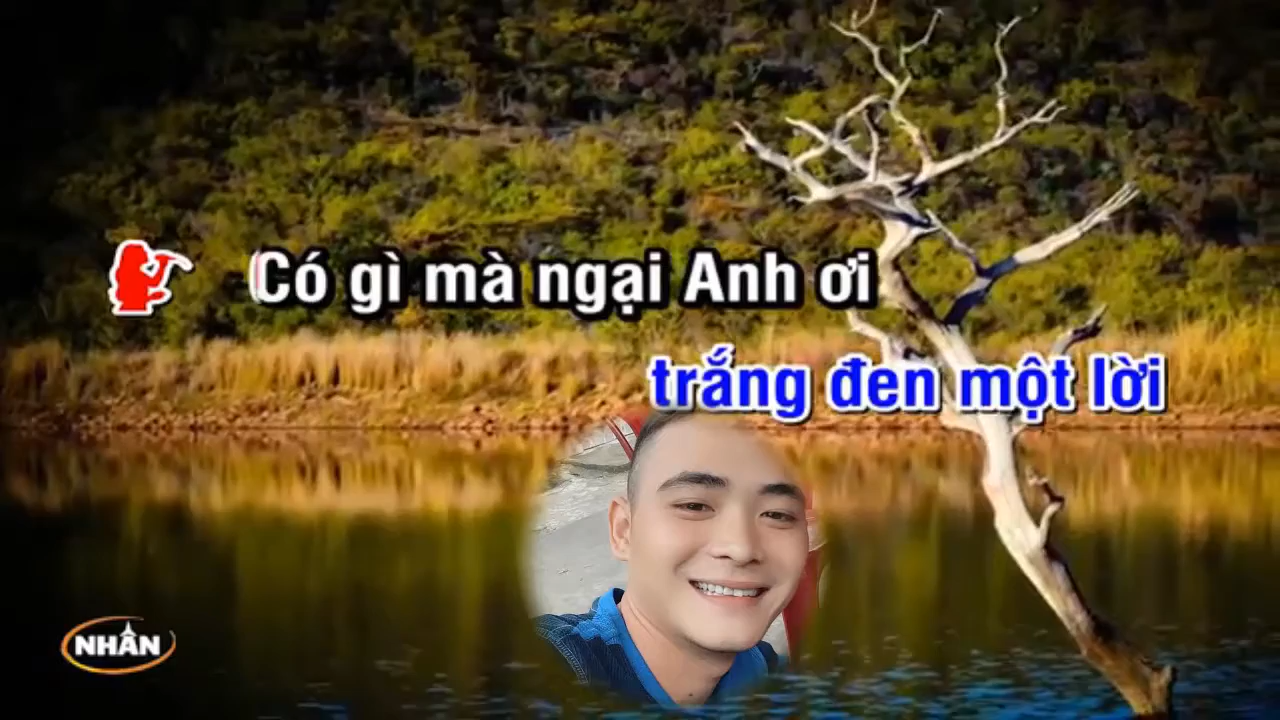 Có gì mà ngại Anh ơi
trắng đen một lời
NHÂN